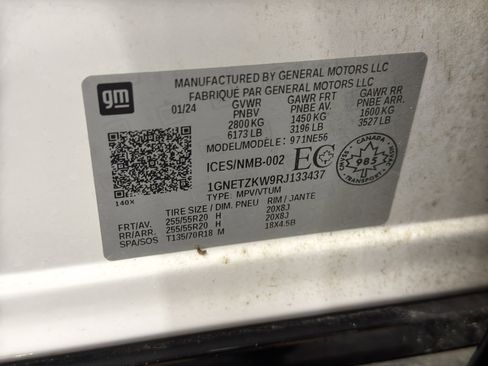 gm
MANUFACTURED BY GENERAL MOTORS LLC
FABRIQUÉ PAR GENERAL MOTORS LLC
01/24 GVWR GAWR FRT GAWR RR
PNBV PNBE AV. PNBE ARR.
2800 KG 1450 KG 1600 KG
6173 LB 3196 LB 3527 LB
MODEL/MODELE: 971NE56
ICES/NMB-002 EC
CANADA
985
1GNETZKW9RJ133437
140X TYPE: MPV/VTUM
TIRE SIZE / DIM. PNEU RIM / JANTE
FRT/AV. 255/55R20 H 20X8J
RR/ARR. 255/55R20 H 20X8J
SPA/SOS T135/70R18 M 18X4.5B